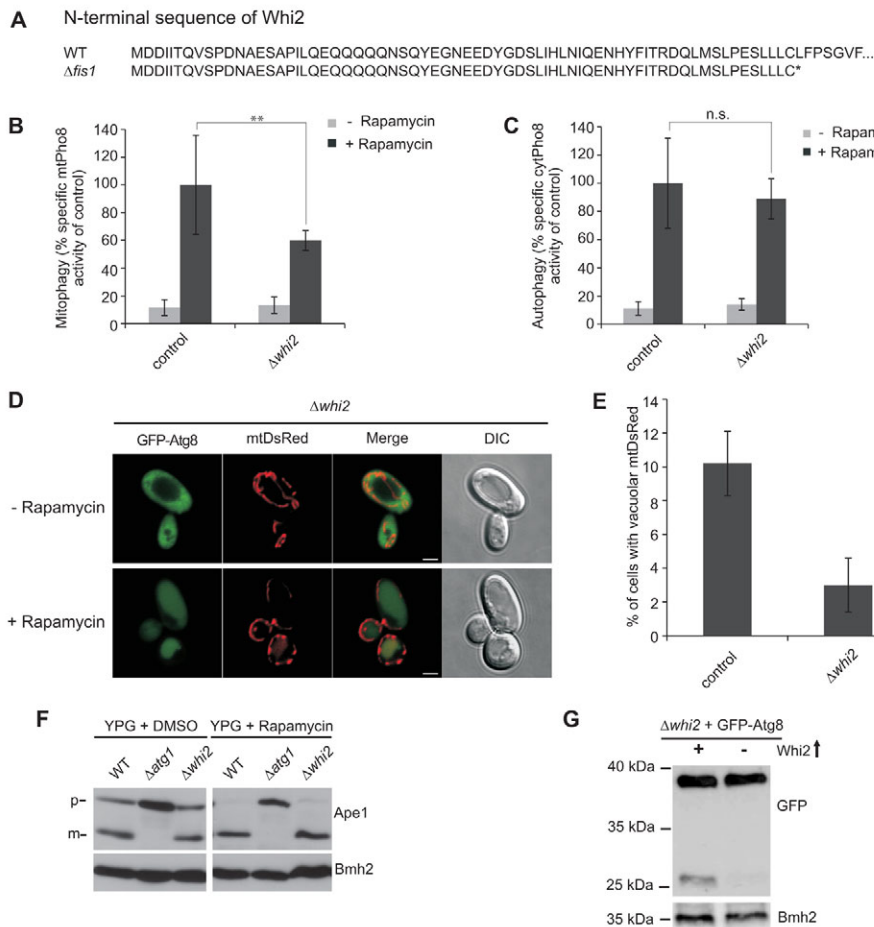 A N-terminal sequence of Whi2
WT MDDIITQVSPDNAESAPILQEQQQQQNSQYEGNEEDYGDSLIHLNIQENHYFITRDQLMSLPESLLLCLFPSGVF...
Δfis1 MDDIITQVSPDNAESAPILQEQQQQQNSQYEGNEEDYGDSLIHLNIQENHYFITRDQLMSLPESLLLC*
B
Mitophagy (% specific mtPho8
activity of control)
140
120
100
80
60
40
20
0
**
- Rapamycin
+ Rapamycin
control
Δwhi2
C
Autophagy (% specific cytPho8
activity of control)
140
120
100
80
60
40
20
0
n.s.
- Rapam
+ Rapam
control
Δwhi2
D
Δwhi2
GFP-Atg8 mtDsRed Merge DIC
- Rapamycin
+ Rapamycin
E
% of cells with vacuolar mtDsRed
14
12
10
8
6
4
2
0
control
Δwhi2
F
YPG + DMSO YPG + Rapamycin
WT Δatg1 Δwhi2 WT Δatg1 Δwhi2
p-
m-
Ape1
Bmh2
G
Δwhi2 + GFP-Atg8
+ - Whi2 ↑
40 kDa
GFP
35 kDa
25 kDa
35 kDa Bmh2